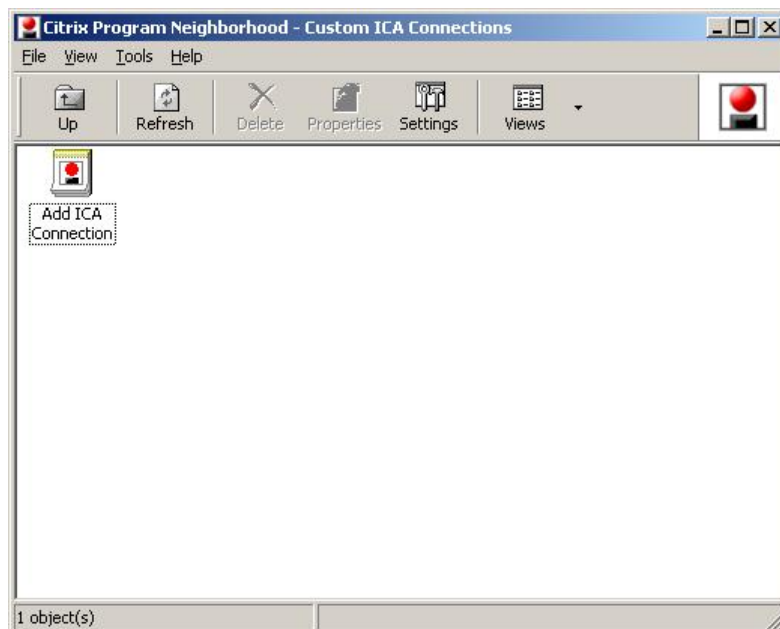 Citrix Program Neighborhood - Custom ICA Connections
File View Tools Help
Up Refresh Delete Properties Settings Views
Add ICA
Connection
1 object(s)